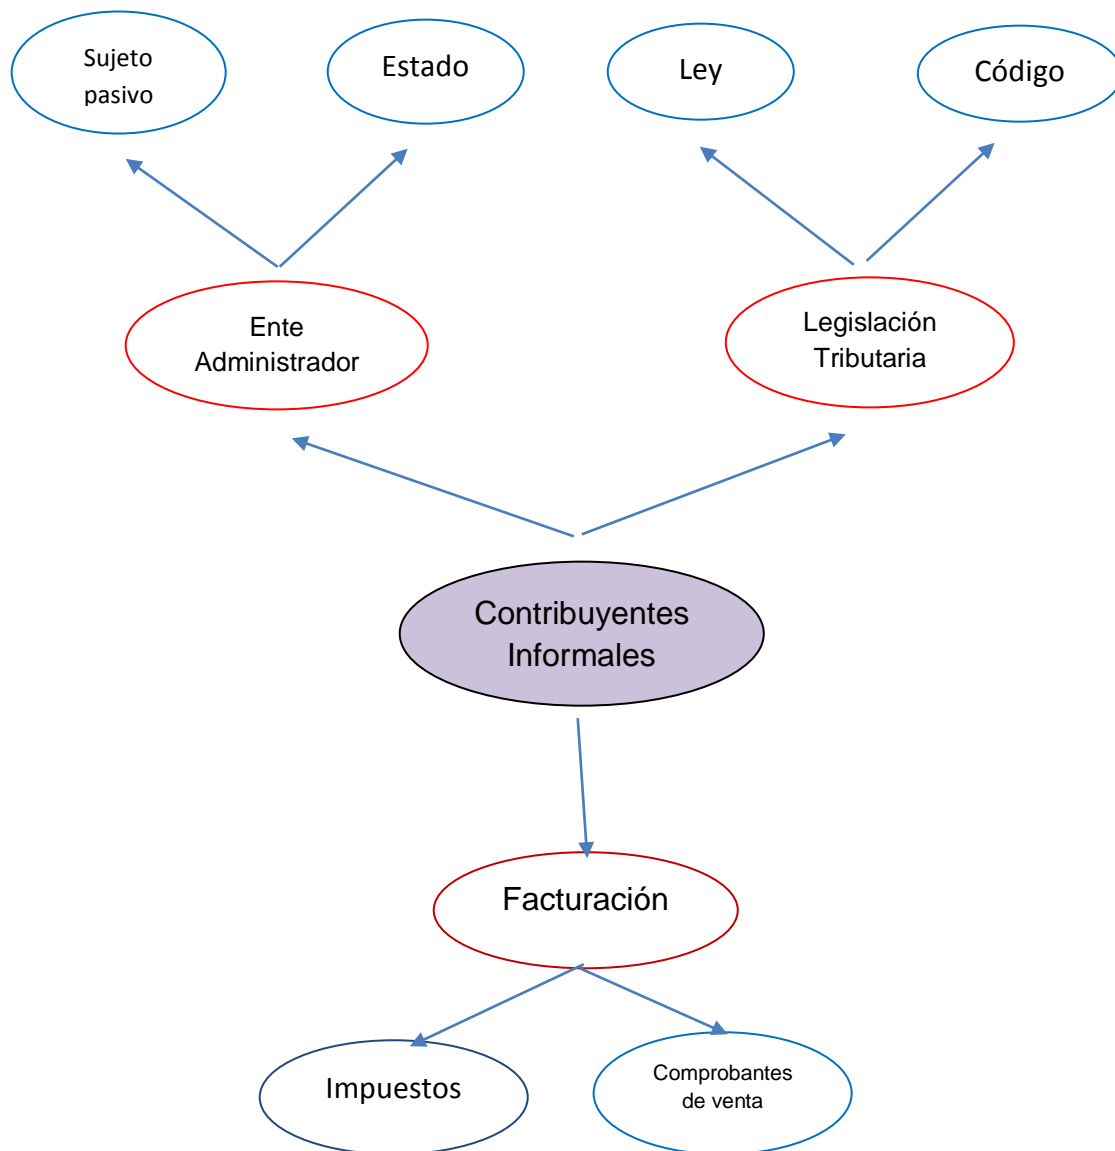 Sujeto
pasivo
Estado
Ley
Código
Ente
Administrador
Legislación
Tributaria
Contribuyentes
Informales
Facturación
Impuestos
Comprobantes
de venta